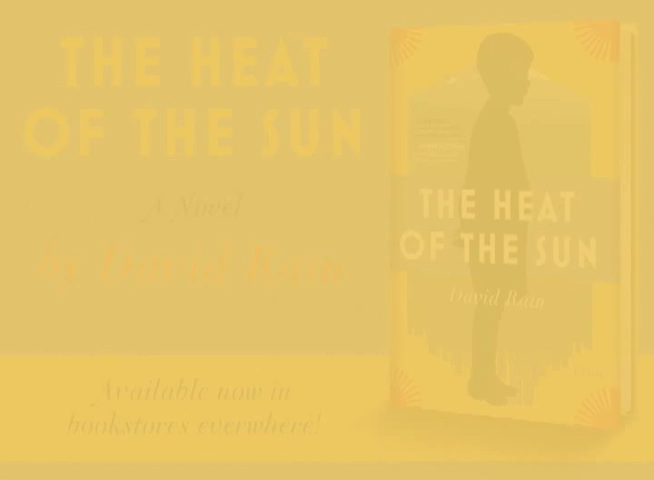 THE HEAT
OF THE SUN
A Novel
by David Rain
Available now in
bookstores everwhere!
THE HEAT
OF THE SUN
David Rain